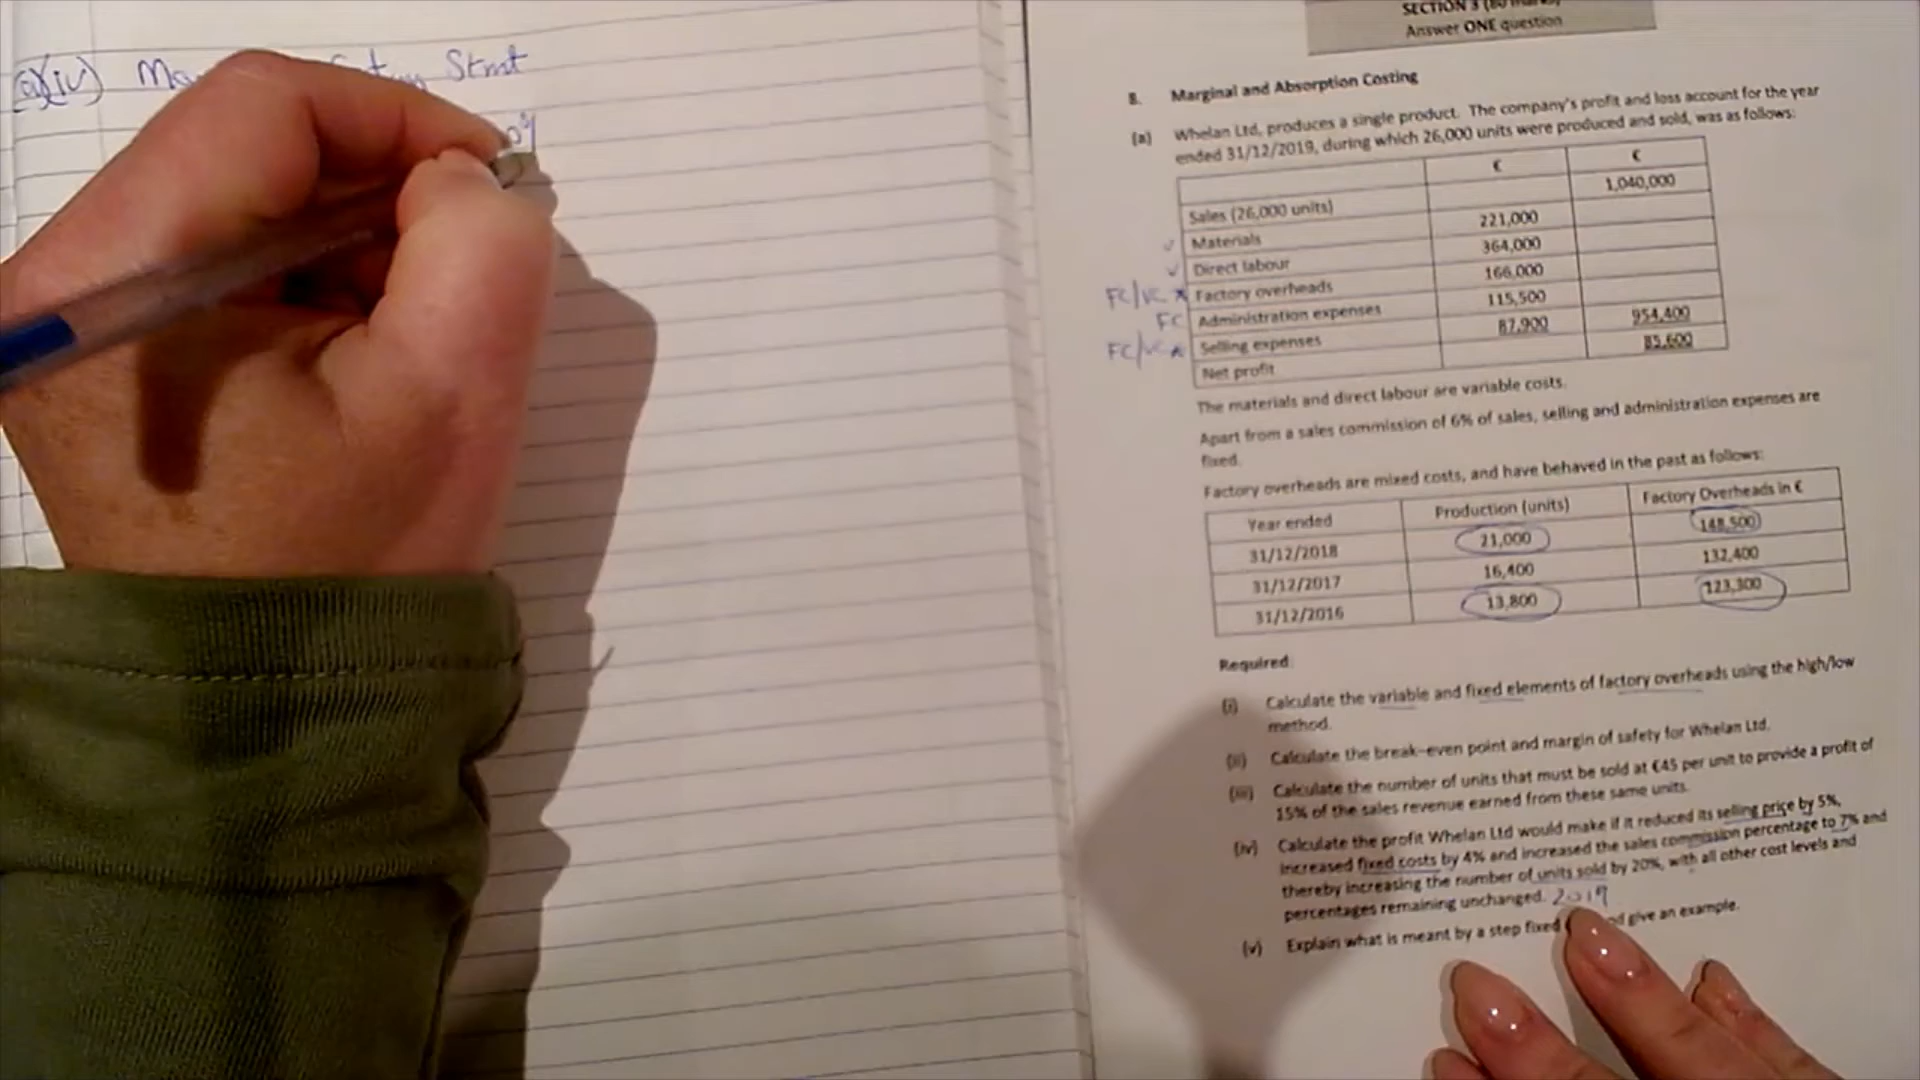 (a)(iv) Stmt
SECTION 3 (80 marks)
Answer ONE question
8. Marginal and Absorption Costing
(a) Whelan Ltd, produces a single product. The company's profit and loss account for the year
ended 31/12/2019, during which 26,000 units were produced and sold, was as follows:
€ €
Sales (26,000 units) 1,040,000
Materials 221,000
Direct labour 364,000
FC/VC Factory overheads 166,000
FC Administration expenses 115,500
FC/VC Selling expenses 87,900 954,400
Net profit 85,600
The materials and direct labour are variable costs.
Apart from a sales commission of 6% of sales, selling and administration expenses are
fixed.
Factory overheads are mixed costs, and have behaved in the past as follows:
Year ended Production (units) Factory Overheads in €
31/12/2018 21,000 148,500
31/12/2017 16,400 132,400
31/12/2016 13,800 123,300
Required:
(i) Calculate the variable and fixed elements of factory overheads using the high/low
method.
(ii) Calculate the break-even point and margin of safety for Whelan Ltd.
(iii) Calculate the number of units that must be sold at €45 per unit to provide a profit of
15% of the sales revenue earned from these same units.
(iv) Calculate the profit Whelan Ltd would make if it reduced its selling price by 5%,
increased fixed costs by 4% and increased the sales commission percentage to 7% and
thereby increasing the number of units sold by 20%, with all other cost levels and
percentages remaining unchanged. 2019
(v) Explain what is meant by a step fixed give an example.